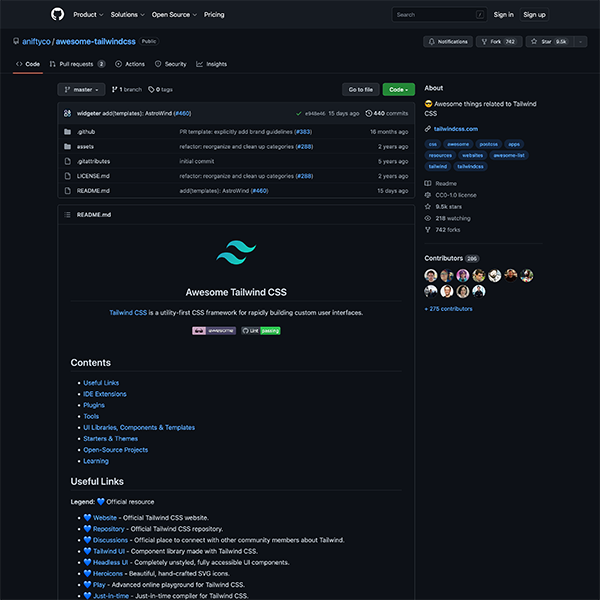 Product Solutions Open Source Pricing Search / Sign in Sign up
aniftyco / awesome-tailwindcss Public Notifications Fork 742 Star 9.5k
Code Pull requests 2 Actions Security Insights
master 1 branch 0 tags Go to file Code
widgeter add(templates): AstroWind (#460) 15 days ago 440 commits
.github PR template: explicitly add brand guidelines (#383) 16 months ago
assets refactor: reorganize and clean up categories (#288) 2 years ago
.gitattributes initial commit 5 years ago
LICENSE.md refactor: reorganize and clean up categories (#288) 2 years ago
README.md add(templates): AstroWind (#460) 15 days ago
README.md
Awesome Tailwind CSS
Tailwind CSS is a utility-first CSS framework for rapidly building custom user interfaces.
awesome Lint passing
Contents
Useful Links
IDE Extensions
Plugins
Tools
UI Libraries, Components & Templates
Starters & Themes
Open-Source Projects
Learning
Useful Links
Legend: 💙 Official resource
💙 Website - Official Tailwind CSS website.
💙 Repository - Official Tailwind CSS repository.
💙 Discussions - Official place to connect with other community members about Tailwind.
💙 Tailwind UI - Component library made with Tailwind CSS.
💙 Headless UI - Completely unstyled, fully accessible UI components.
💙 Heroicons - Beautiful, hand-crafted SVG icons.
💙 Play - Advanced online playground for Tailwind CSS.
💙 Just-in-time - Just-in-time compiler for Tailwind CSS.
About
😎 Awesome things related to Tailwind
CSS
tailwindcss.com
css awesome postcss apps
resources websites awesome-list
tailwind tailwindcss
Readme
CC0-1.0 license
9.5k stars
218 watching
742 forks
Contributors 286
+ 275 contributors